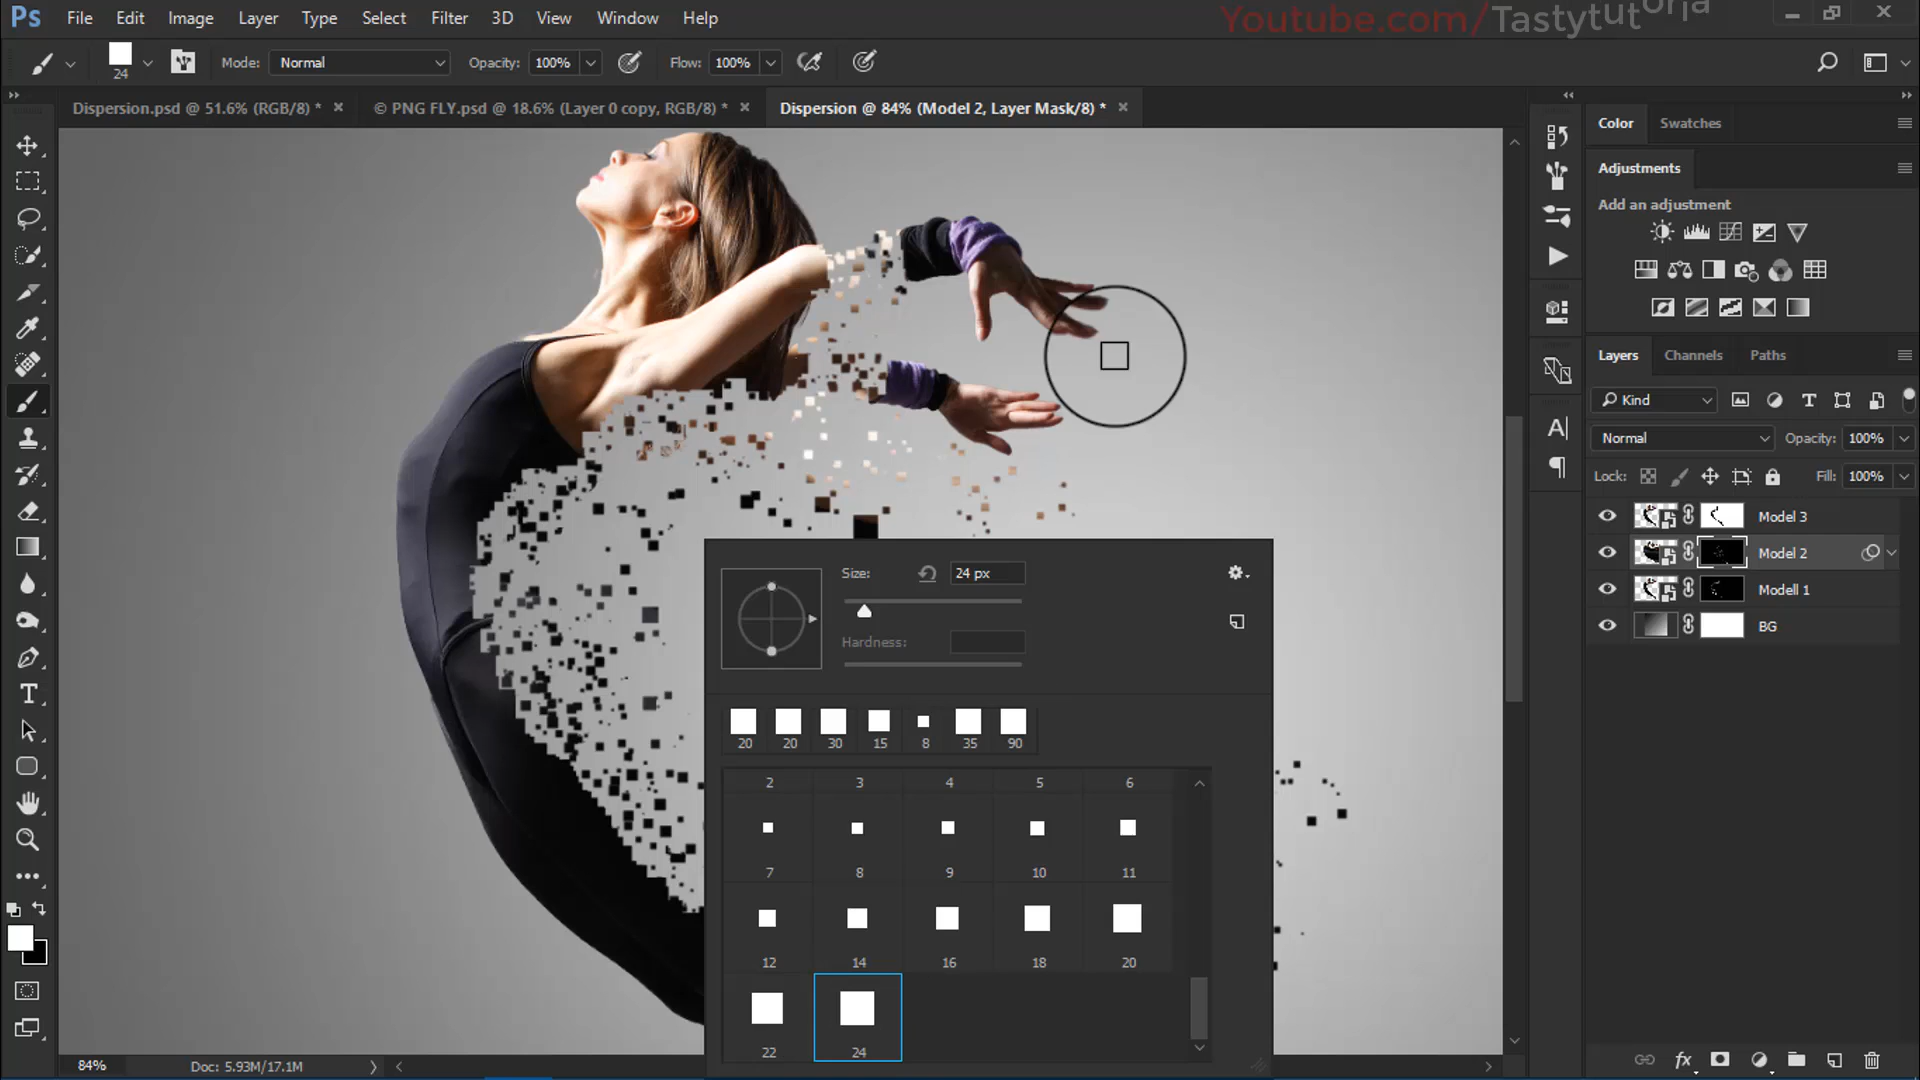 Ps File Edit Image Layer Type Select Filter 3D View Window Help
Youtube.com/Tastytutorja
24 Mode: Normal Opacity: 100% Flow: 100%
Dispersion.psd @ 51.6% (RGB/8) * × © PNG FLY.psd @ 18.6% (Layer 0 copy, RGB/8) * × Dispersion @ 84% (Model 2, Layer Mask/8) * ×
Color Swatches
Adjustments
Add an adjustment
Layers Channels Paths
Kind
Normal Opacity: 100%
Lock: Fill: 100%
Model 3
Model 2
Modell 1
BG
Size: 24 px
Hardness:
20 20 30 15 8 35 90
2 3 4 5 6
7 8 9 10 11
12 14 16 18 20
22 24
84% Doc: 5.93M/17.1M